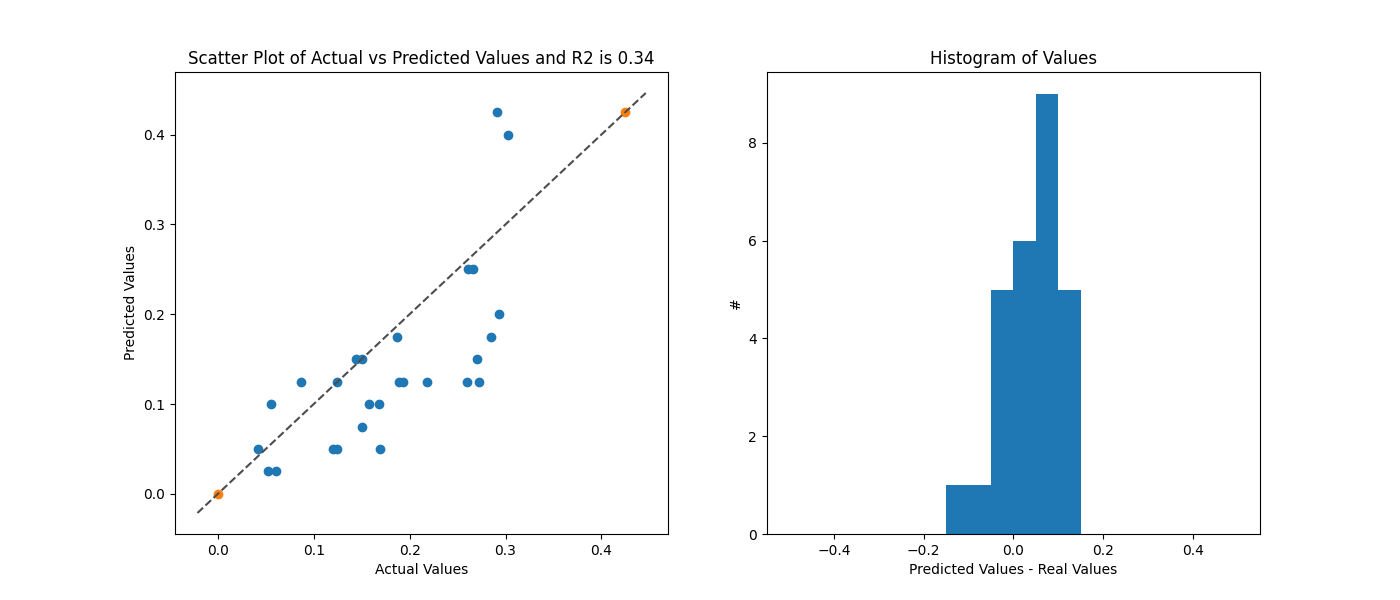 Scatter Plot of Actual vs Predicted Values and R2 is 0.34
Predicted Values
0.4
0.3
0.2
0.1
0.0
0.0 0.1 0.2 0.3 0.4
Actual Values
Histogram of Values
#
8
6
4
2
0
−0.4 −0.2 0.0 0.2 0.4
Predicted Values - Real Values